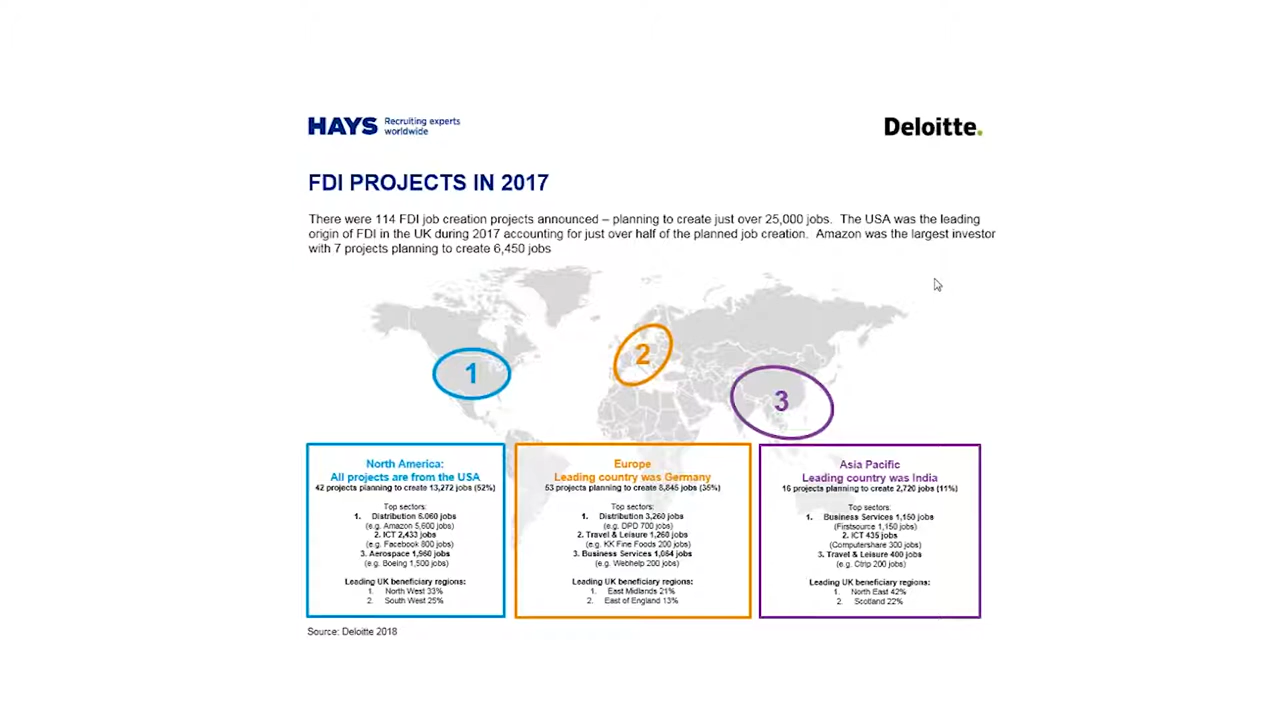 HAYS Recruiting experts
worldwide
Deloitte.
FDI PROJECTS IN 2017
There were 114 FDI job creation projects announced – planning to create just over 25,000 jobs. The USA was the leading
origin of FDI in the UK during 2017 accounting for just over half of the planned job creation. Amazon was the largest investor
with 7 projects planning to create 6,450 jobs
1
2
3
North America:
All projects are from the USA
42 projects planning to create 13,272 jobs (52%)
Top sectors:
1. Distribution 6,060 jobs
(e.g. Amazon 5,600 jobs)
2. ICT 2,433 jobs
(e.g. Facebook 800 jobs)
3. Aerospace 1,960 jobs
(e.g. Boeing 1,500 jobs)
Leading UK beneficiary regions:
1. North West 33%
2. South West 25%
Europe
Leading country was Germany
53 projects planning to create 8,845 jobs (35%)
Top sectors:
1. Distribution 3,260 jobs
(e.g. DPD 700 jobs)
2. Travel & Leisure 1,260 jobs
(e.g. KK Fine Foods 200 jobs)
3. Business Services 1,084 jobs
(e.g. Webhelp 200 jobs)
Leading UK beneficiary regions:
1. East Midlands 21%
2. East of England 13%
Asia Pacific
Leading country was India
16 projects planning to create 2,720 jobs (11%)
Top sectors:
1. Business Services 1,150 jobs
(Firstsource 1,150 jobs)
2. ICT 435 jobs
(Computershare 300 jobs)
3. Travel & Leisure 400 jobs
(e.g. Ctrip 200 jobs)
Leading UK beneficiary regions:
1. North East 42%
2. Scotland 22%
Source: Deloitte 2018